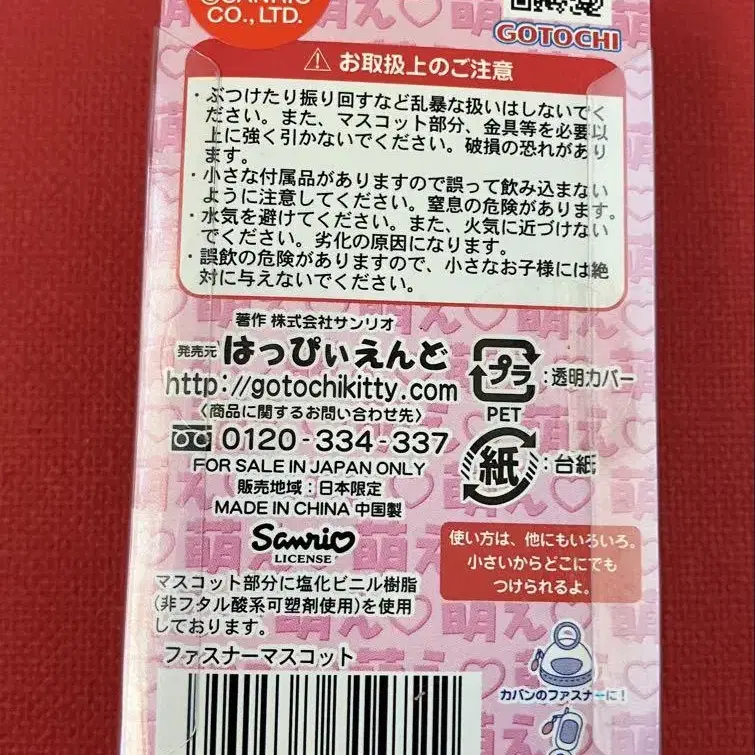 ©SANRIO
CO., LTD.
GOTOCHI
お取扱上のご注意
・ぶつけたり振り回すなど乱暴な扱いはしないでく
ださい。また、マスコット部分、金具等を必要以
上に強く引かないでください。破損の恐れがあり
ます。
・小さな付属品がありますので誤って飲み込まない
ように注意してください。窒息の危険があります。
・水気を避けてください。また、火気に近づけない
でください。劣化の原因になります。
・誤飲の危険がありますので、小さなお子様には絶
対に与えないでください。
著作 株式会社サンリオ
発売元 はっぴぃえんど
http://gotochikitty.com
〈商品に関するお問い合わせ先〉
0120-334-337
FOR SALE IN JAPAN ONLY
販売地域:日本限定
MADE IN CHINA 中国製
Sanrio
LICENSE
プラ :透明カバー
PET
紙 :台紙
マスコット部分に塩化ビニル樹脂
(非フタル酸系可塑剤使用)を使用
しております。
ファスナーマスコット
使い方は、他にもいろいろ。
小さいからどこにでも
つけられるよ。
カバンのファスナーに!
萌え